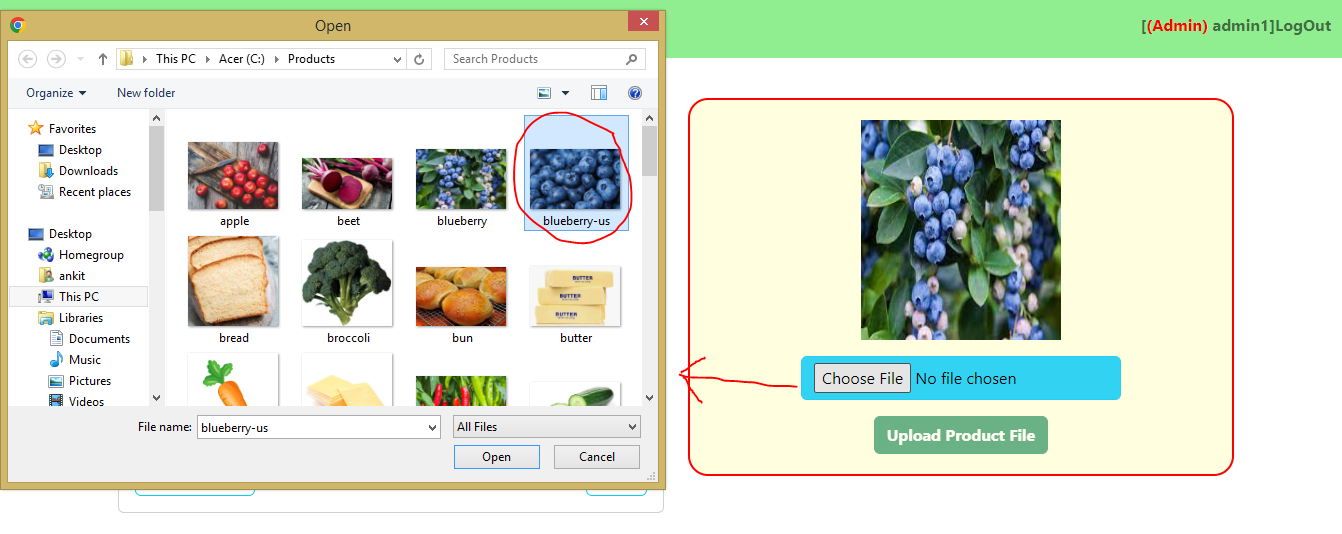 Open
[(Admin) admin1]LogOut
This PC Acer (C:) Products
Search Products
Organize New folder
Favorites
Desktop
Downloads
Recent places
Desktop
Homegroup
ankit
This PC
Libraries
Documents
Music
Pictures
Videos
apple beet blueberry blueberry-us
bread broccoli bun butter
BUTTER
BUTTER
BUTTER
File name: blueberry-us All Files
Open Cancel
Choose File No file chosen
Upload Product File